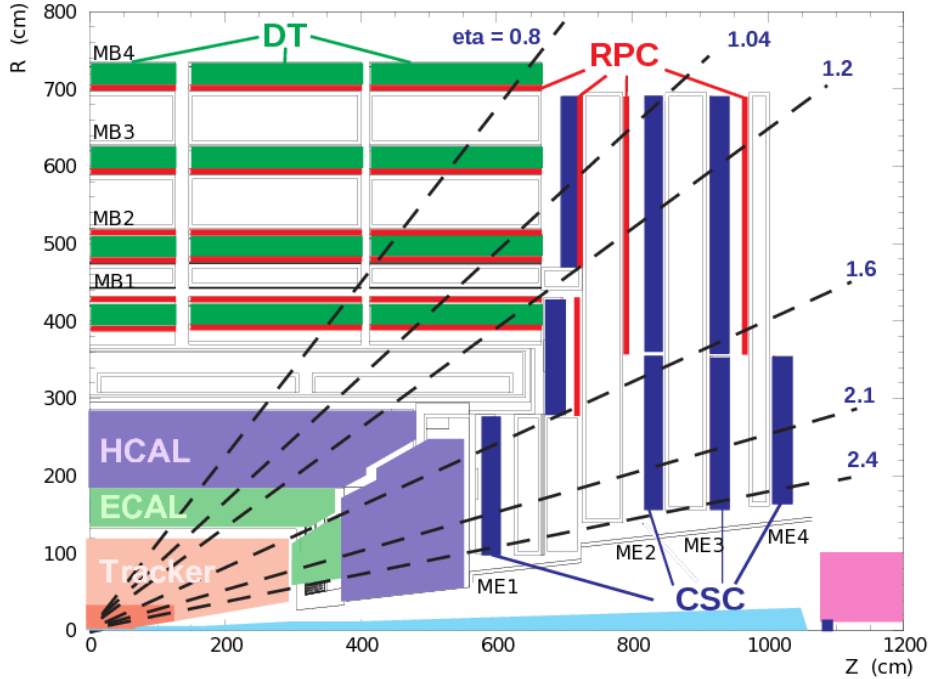 R (cm)
800
700
600
500
400
300
200
100
0
MB4
MB3
MB2
MB1
DT
eta = 0.8
1.04
1.2
RPC
1.6
2.1
2.4
HCAL
ECAL
Tracker
ME1
ME2
ME3
ME4
CSC
0
200
400
600
800
1000
1200
Z (cm)